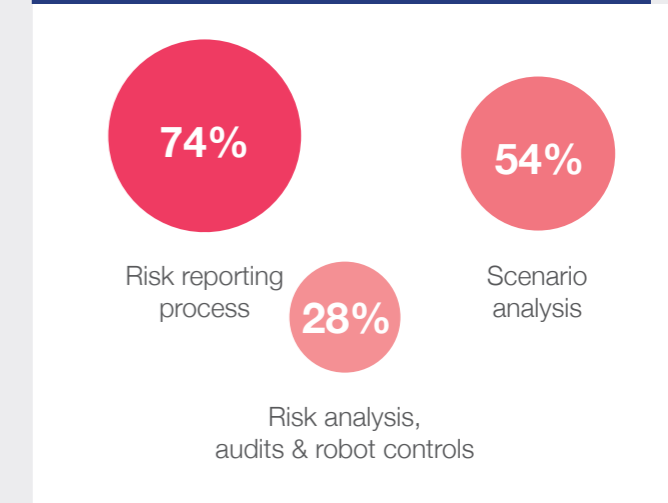 74%
Risk reporting
process
54%
Scenario
analysis
28%
Risk analysis,
audits & robot controls